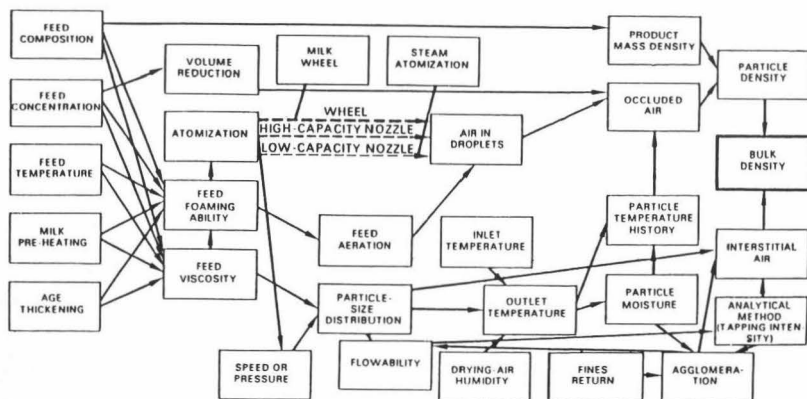 FEED
COMPOSITION
FEED
CONCENTRATION
FEED
TEMPERATURE
MILK
PRE-HEATING
AGE
THICKENING
VOLUME
REDUCTION
ATOMIZATION
FEED
FOAMING
ABILITY
FEED
VISCOSITY
SPEED OR
PRESSURE
MILK
WHEEL
STEAM
ATOMIZATION
WHEEL
HIGH-CAPACITY NOZZLE
LOW-CAPACITY NOZZLE
AIR IN
DROPLETS
FEED
AERATION
PARTICLE-
SIZE
DISTRIBUTION
FLOWABILITY
INLET
TEMPERATURE
OUTLET
TEMPERATURE
DRYING-AIR
HUMIDITY
FINES
RETURN
PRODUCT
MASS DENSITY
OCCLUDED
AIR
PARTICLE
TEMPERATURE
HISTORY
PARTICLE
MOISTURE
AGGLOMERA-
TION
PARTICLE
DENSITY
BULK
DENSITY
INTERSTITIAL
AIR
ANALYTICAL
METHOD
(TAPPING INTEN
SITY)